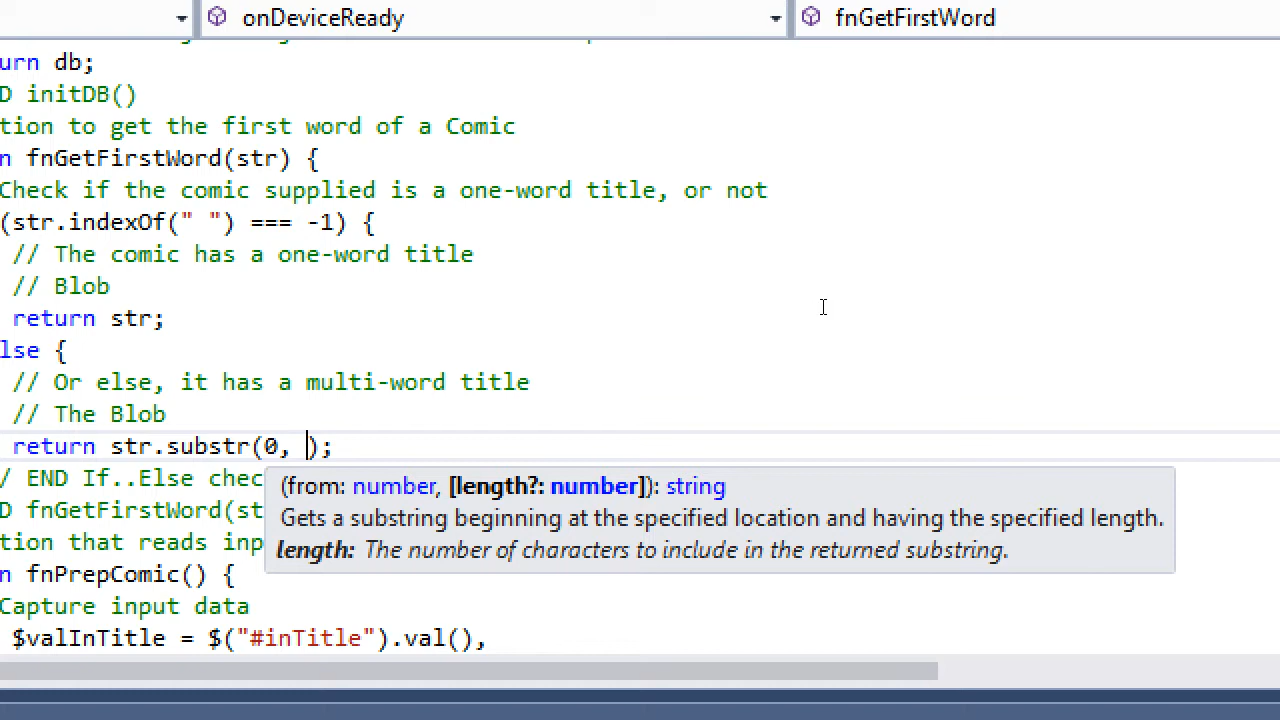 onDeviceReady fnGetFirstWord
urn db;
D initDB()
tion to get the first word of a Comic
n fnGetFirstWord(str) {
Check if the comic supplied is a one-word title, or not
(str.indexOf(" ") === -1) {
// The comic has a one-word title
// Blob
return str;
lse {
// Or else, it has a multi-word title
// The Blob
return str.substr(0, );
/ END If..Else chec
(from: number, [length?: number]): string
D fnGetFirstWord(st
Gets a substring beginning at the specified location and having the specified length.
tion that reads inp
length: The number of characters to include in the returned substring.
n fnPrepComic() {
Capture input data
$valInTitle = $("#inTitle").val(),